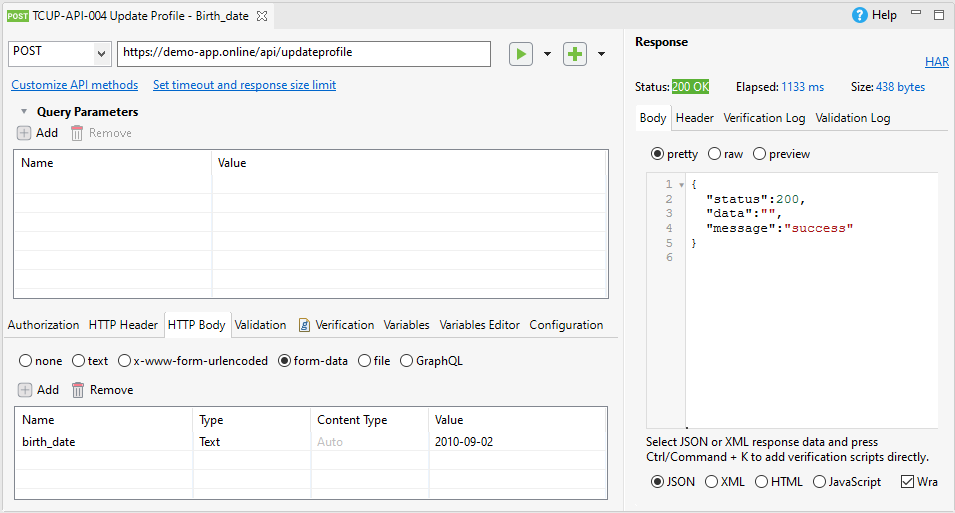 POST TCUP-API-004 Update Profile - Birth_date
Help
POST
https://demo-app.online/api/updateprofile
Customize API methods
Set timeout and response size limit
Query Parameters
Add
Remove
Name Value
Authorization HTTP Header HTTP Body Validation Verification Variables Variables Editor Configuration
none text x-www-form-urlencoded form-data file GraphQL
Add
Remove
Name Type Content Type Value
birth_date Text Auto 2010-09-02
Response
HAR
Status: 200 OK Elapsed: 1133 ms Size: 438 bytes
Body Header Verification Log Validation Log
pretty raw preview
1 {
2 "status":200,
3 "data":"",
4 "message":"success"
5 }
6
Select JSON or XML response data and press
Ctrl/Command + K to add verification scripts directly.
JSON XML HTML JavaScript Wra